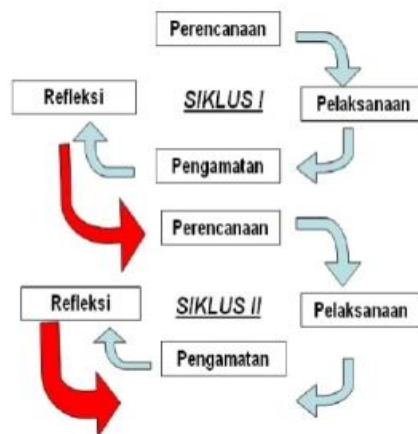 Perencanaan
Refleksi
SIKLUS I
Pelaksanaan
Pengamatan
Perencanaan
Refleksi
SIKLUS II
Pelaksanaan
Pengamatan